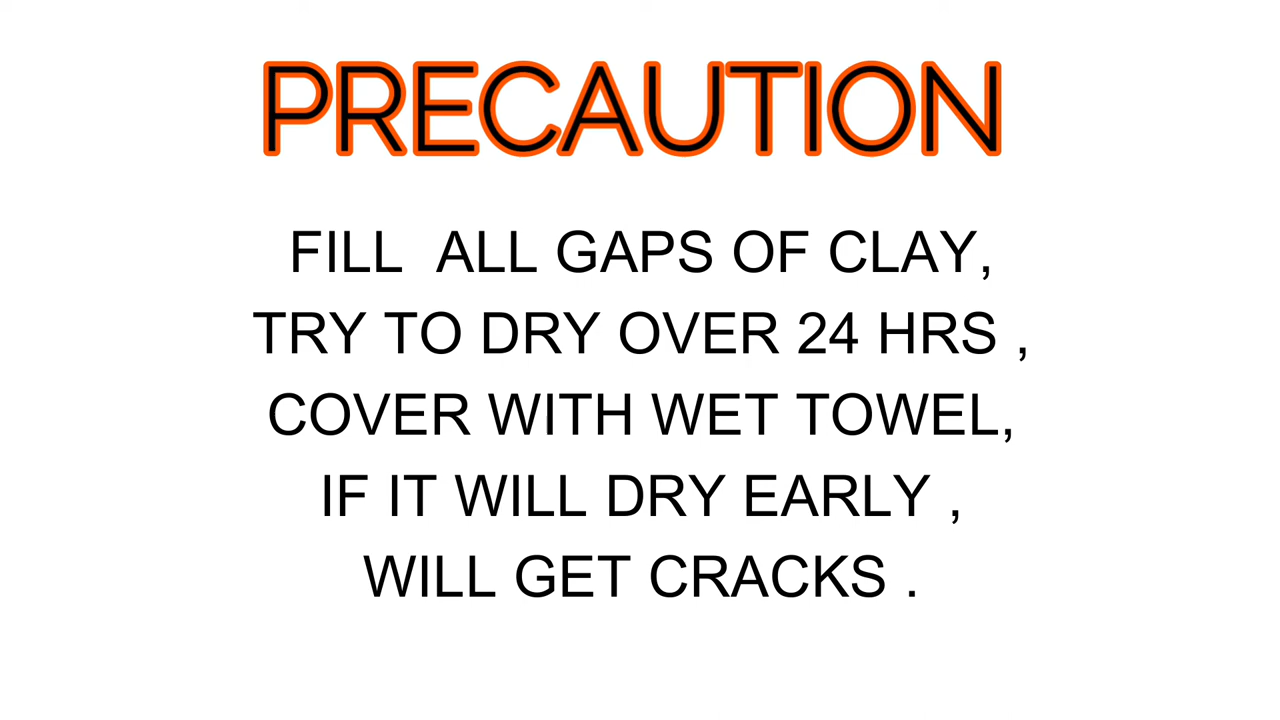 PRECAUTION
FILL  ALL GAPS OF CLAY,
TRY TO DRY OVER 24 HRS ,
COVER WITH WET TOWEL,
IF IT WILL DRY EARLY ,
WILL GET CRACKS .